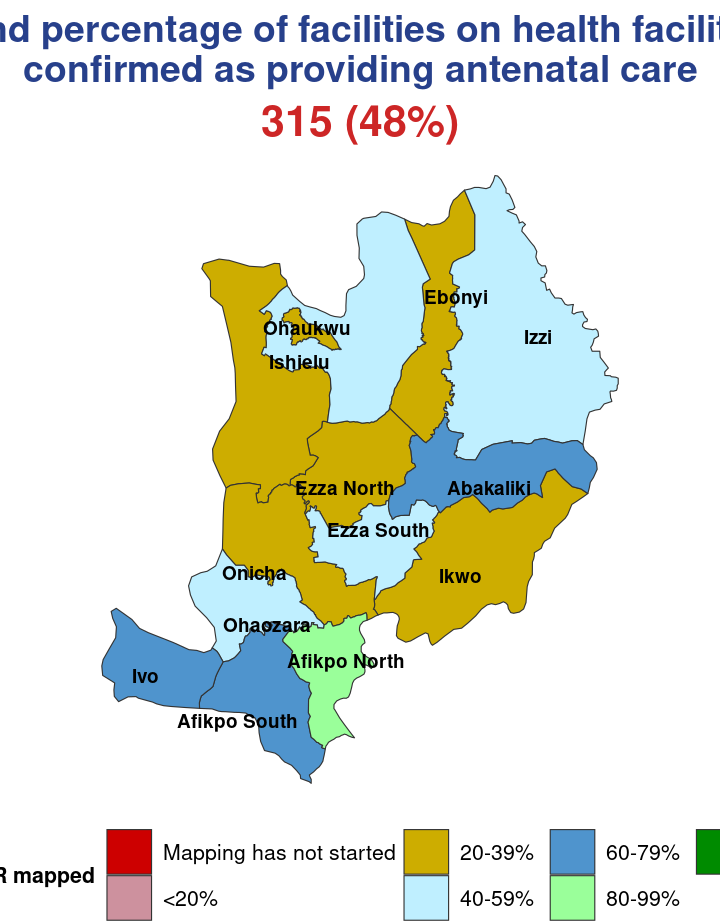 percentage of facilities on health
confirmed as providing antenatal care
315 (48%)
Ebonyi
Ohaukwu
Izzi
Ishielu
Ezza North
Abakaliki
Ezza South
Onicha
Ikwo
Ohaozara
Afikpo North
Ivo
Afikpo South
mapped
Mapping has not started
20-39%
60-79%
<20%
40-59%
80-99%